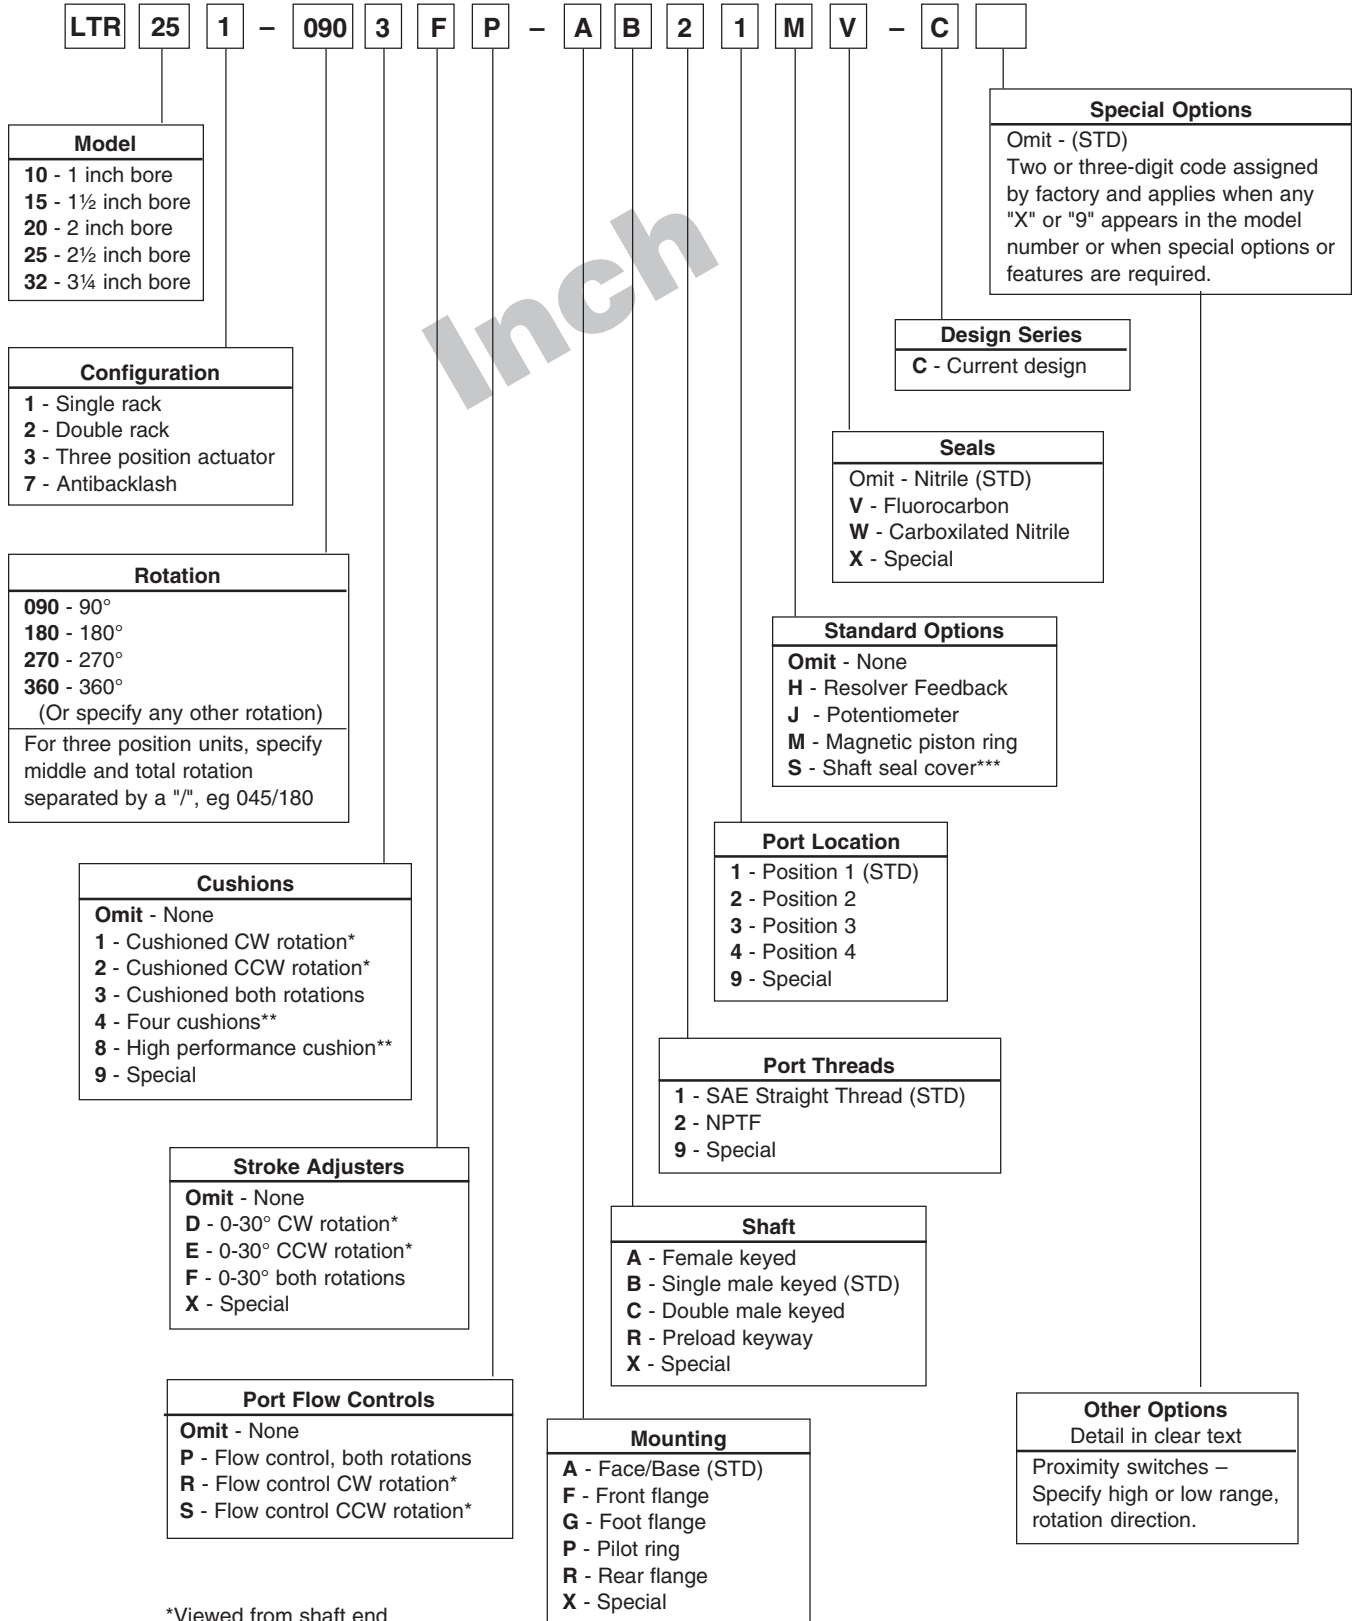 LTR 25 1 – 090 3 F P – A B 2 1 M V – C
Special Options
Omit - (STD)
Two or three-digit code assigned
by factory and applies when any
"X" or "9" appears in the model
number or when special options or
features are required.
Model
10 - 1 inch bore
15 - 1½ inch bore
20 - 2 inch bore
25 - 2½ inch bore
32 - 3¼ inch bore
Inch
Design Series
C - Current design
Configuration
1 - Single rack
2 - Double rack
3 - Three position actuator
7 - Antibacklash
Seals
Omit - Nitrile (STD)
V - Fluorocarbon
W - Carboxilated Nitrile
X - Special
Rotation
090 - 90°
180 - 180°
270 - 270°
360 - 360°
(Or specify any other rotation)
For three position units, specify
middle and total rotation
separated by a "/", eg 045/180
Standard Options
Omit - None
H - Resolver Feedback
J - Potentiometer
M - Magnetic piston ring
S - Shaft seal cover***
Port Location
1 - Position 1 (STD)
2 - Position 2
3 - Position 3
4 - Position 4
9 - Special
Cushions
Omit - None
1 - Cushioned CW rotation*
2 - Cushioned CCW rotation*
3 - Cushioned both rotations
4 - Four cushions**
8 - High performance cushion**
9 - Special
Port Threads
1 - SAE Straight Thread (STD)
2 - NPTF
9 - Special
Stroke Adjusters
Omit - None
D - 0-30° CW rotation*
E - 0-30° CCW rotation*
F - 0-30° both rotations
X - Special
Shaft
A - Female keyed
B - Single male keyed (STD)
C - Double male keyed
R - Preload keyway
X - Special
Port Flow Controls
Omit - None
P - Flow control, both rotations
R - Flow control CW rotation*
S - Flow control CCW rotation*
Mounting
A - Face/Base (STD)
F - Front flange
G - Foot flange
P - Pilot ring
R - Rear flange
X - Special
Other Options
Detail in clear text
Proximity switches –
Specify high or low range,
rotation direction.
*Viewed from shaft end